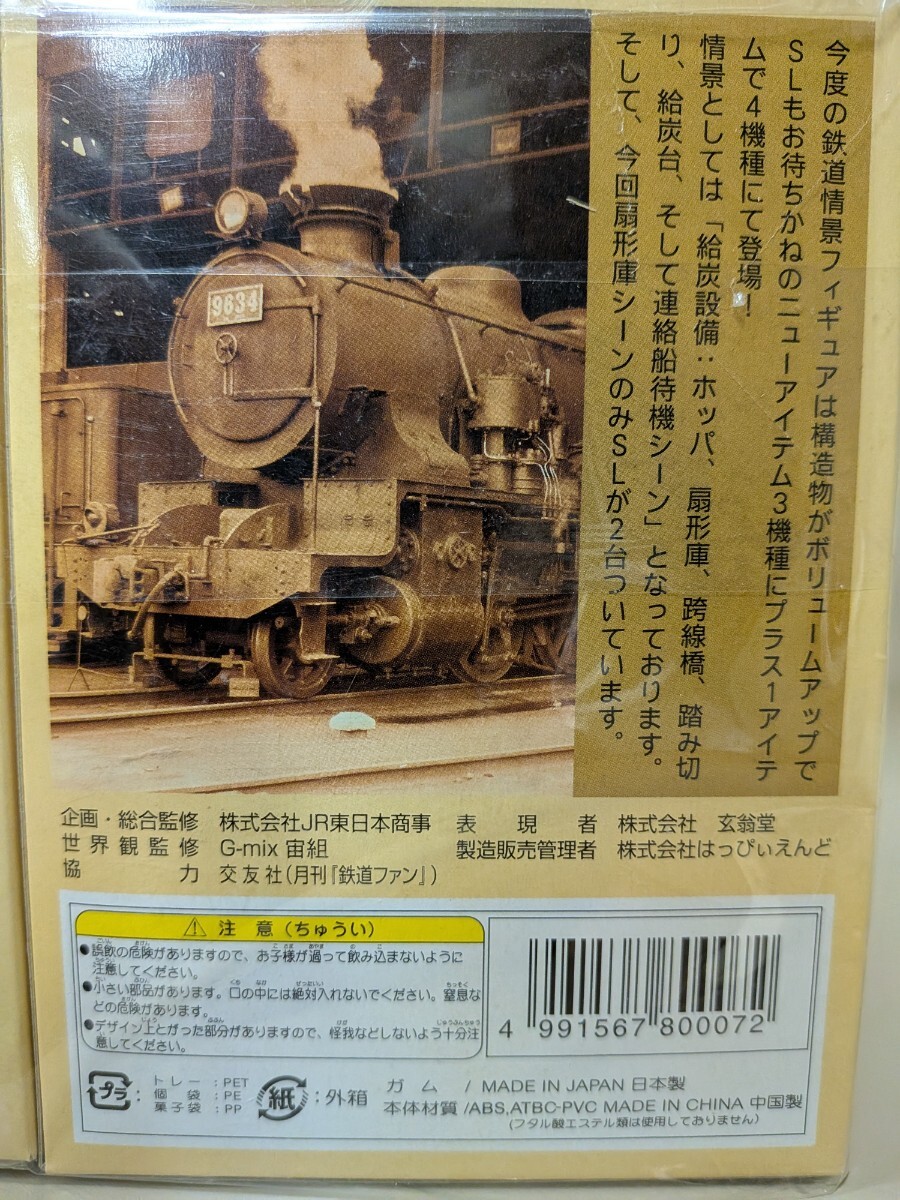 今度の鉄道情景フィギュアは構造物がボリュームアップで
SLもお待ちかねのニューアイテム3機種にプラス1アイテ
ムで4機種にて登場!
情景としては「給炭設備:ホッパ、扇形庫、跨線橋、踏み切
り、給炭台、そして連絡船待機シーン」となっております。
そして、今回扇形庫シーンのみSLが2台ついています。
9634
企画・総合監修 株式会社JR東日本商事
世界観監修 G-mix 宙組
協力 交友社(月刊『鉄道ファン』)
表現者 株式会社 玄翁堂
製造販売管理者 株式会社はっぴぃえんど
⚠ 注意(ちゅうい)
●誤飲の危険がありますので、お子様が過って飲み込まないように
注意してください。
●小さい部品があります。口の中には絶対入れないでください。窒息な
どの危険があります。
●デザイン上とがった部分がありますので、怪我などしないよう十分注
意してください。
4 991567 800072
プラ
トレー:PET
個袋:PE
菓子袋:PP
紙:外箱
ガム / MADE IN JAPAN 日本製
本体材質 /ABS,ATBC-PVC MADE IN CHINA 中国製
(フタル酸エステル類は使用しておりません)